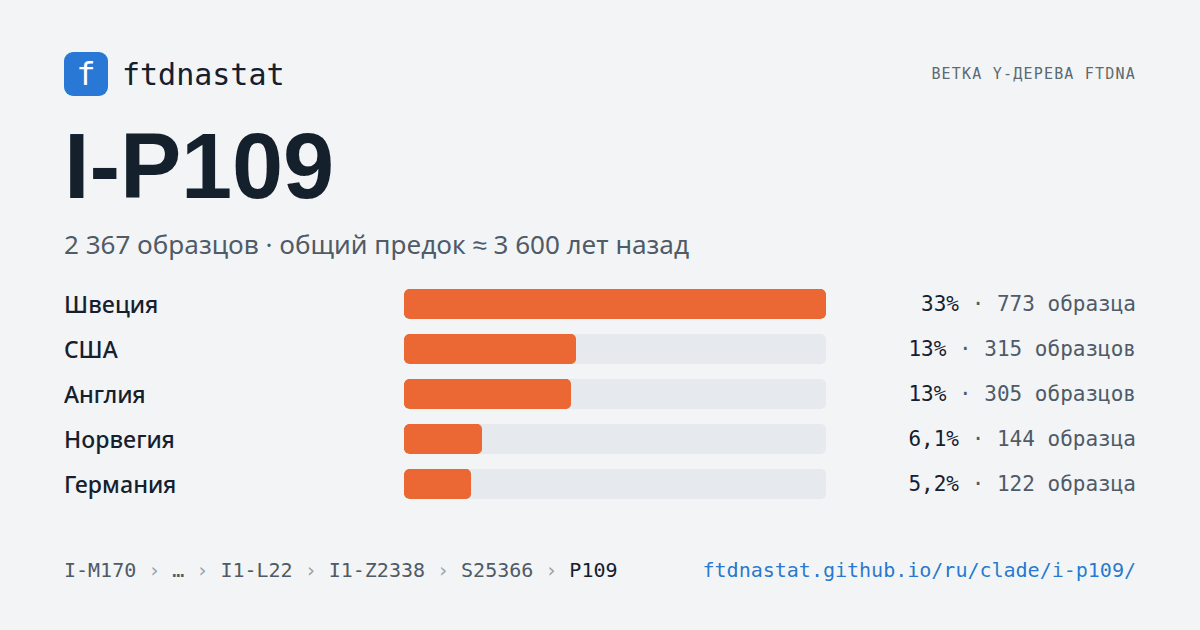 f ftdnastat
ВЕТКА Y-ДЕРЕВА FTDNA
I-P109
2 367 образцов · общий предок ≈ 3 600 лет назад
Швеция 33% · 773 образца
США 13% · 315 образцов
Англия 13% · 305 образцов
Норвегия 6,1% · 144 образца
Германия 5,2% · 122 образца
I-M170 › … › I1-L22 › I1-Z2338 › S25366 › P109
ftdnastat.github.io/ru/clade/i-p109/